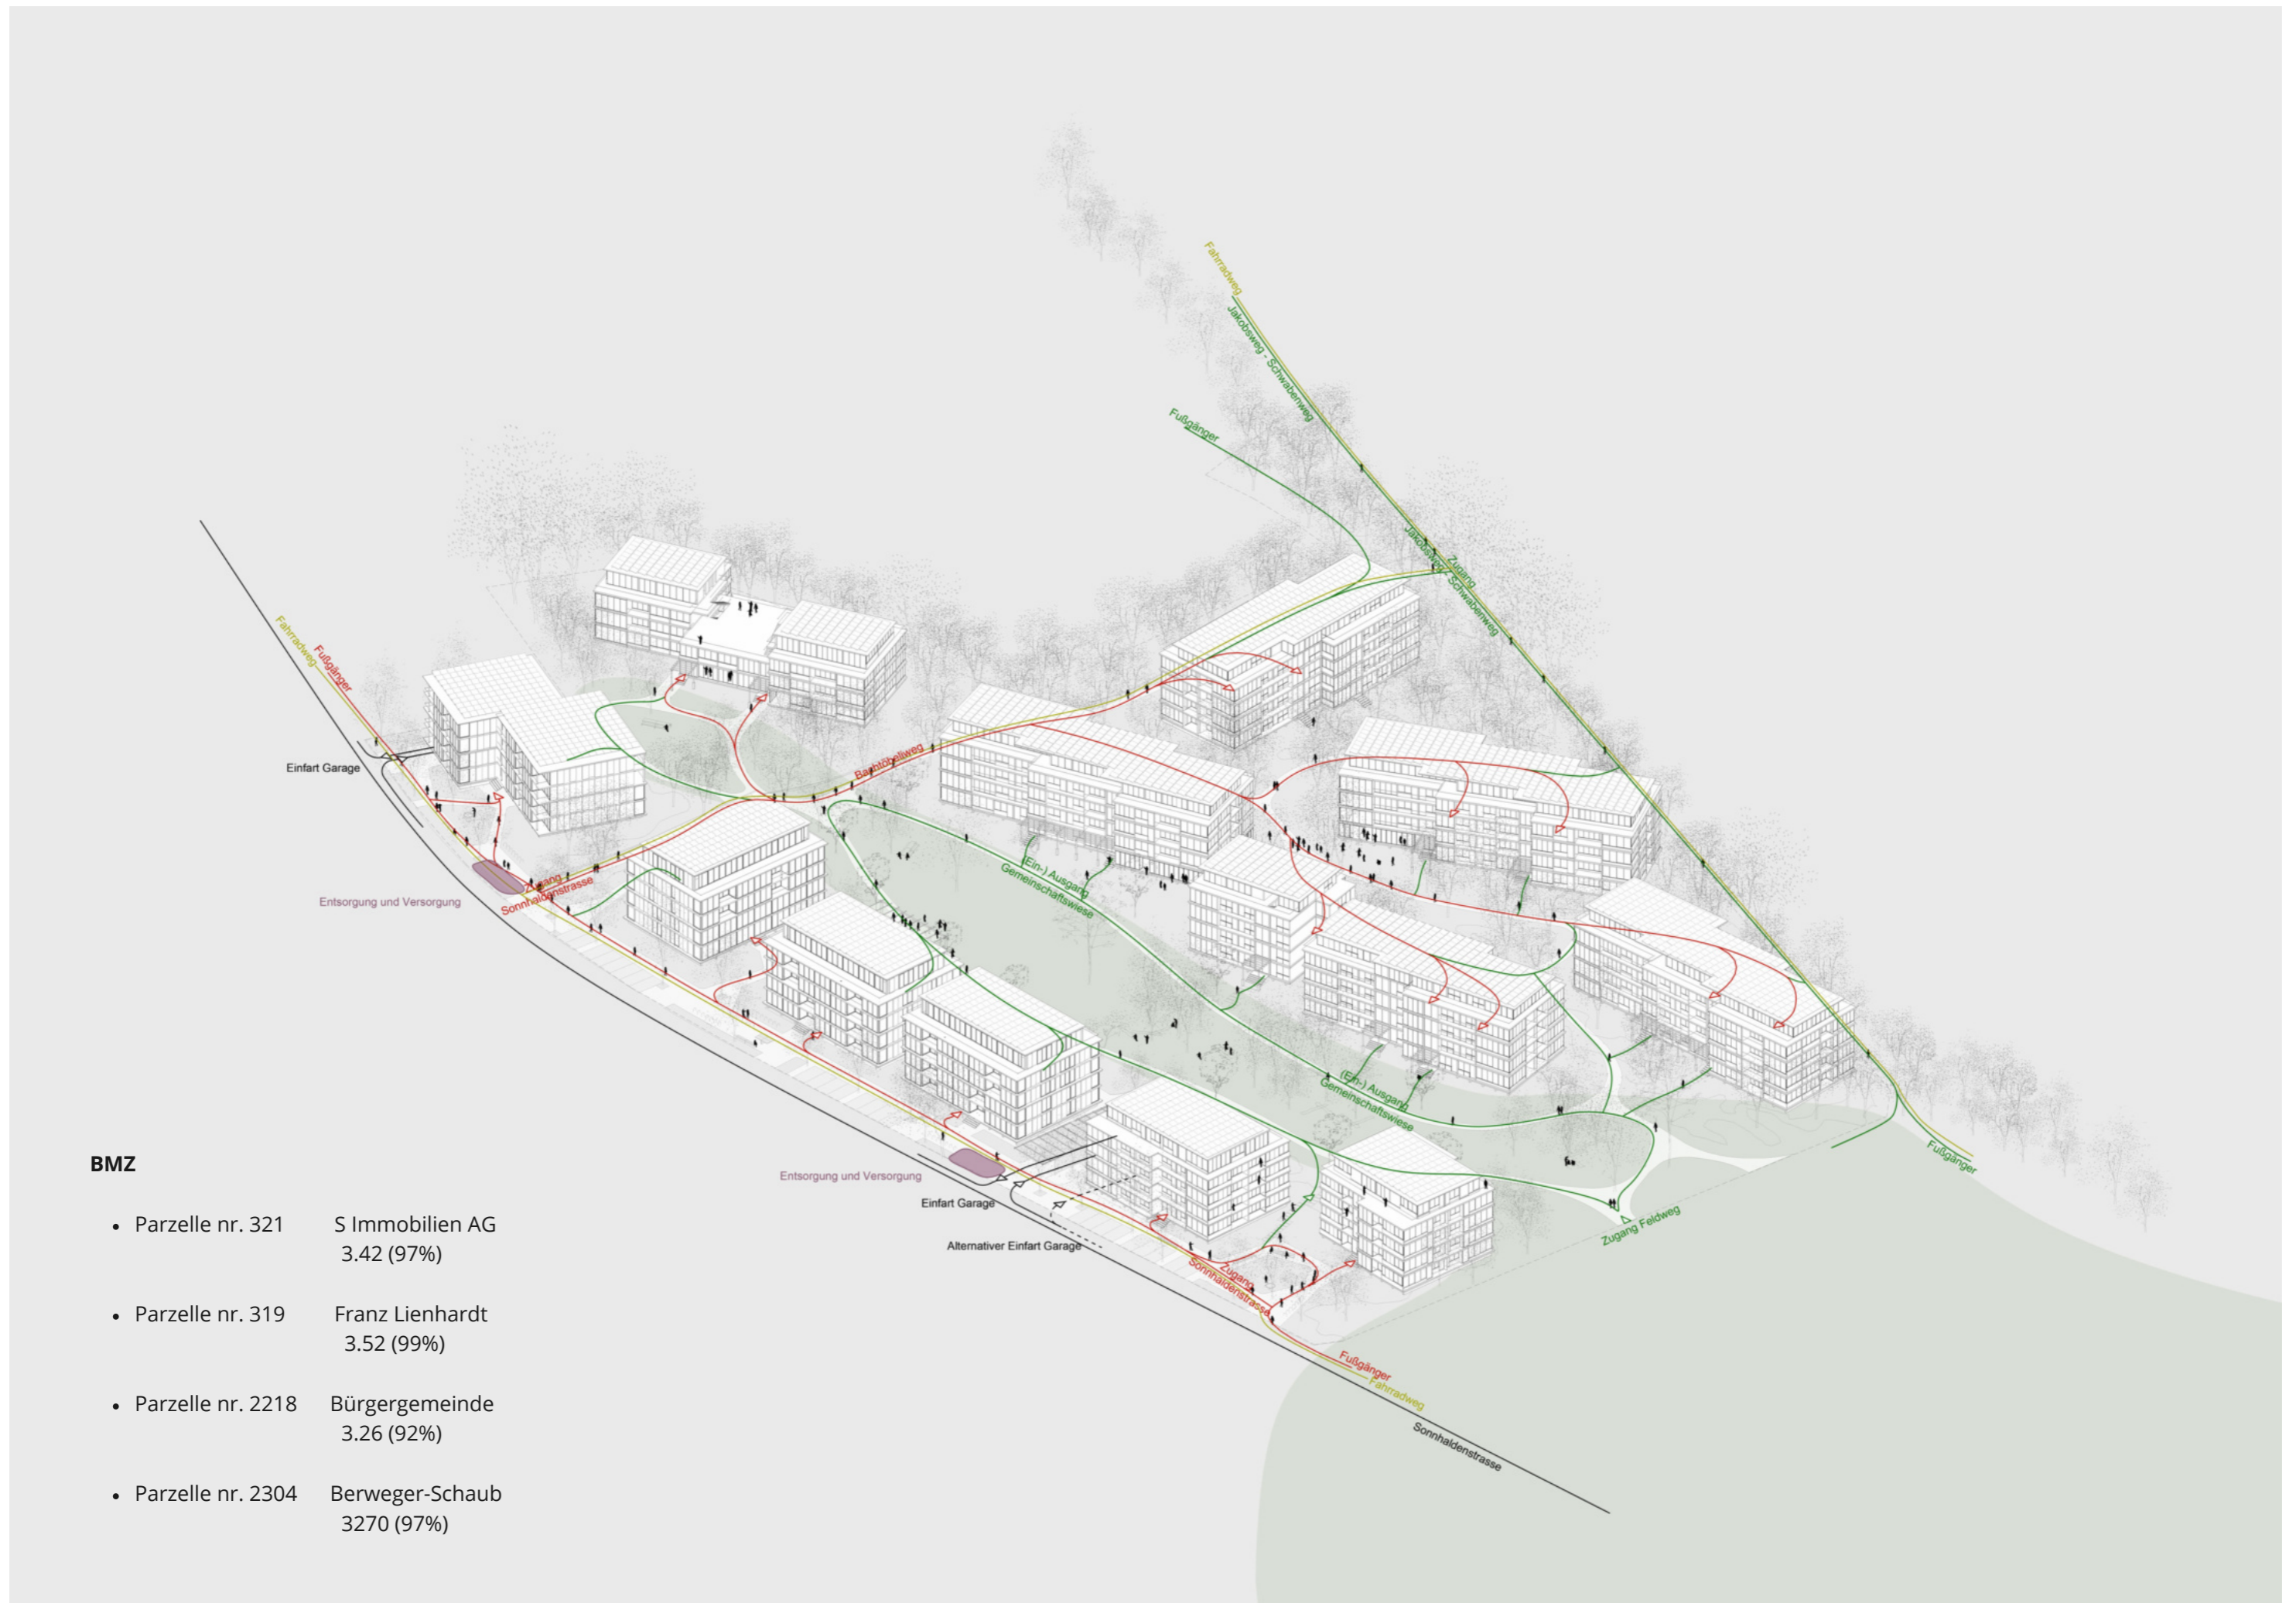 Fahrradweg
Jakobsweg - Schwabenweg
Fußgänger
Zugang
Jakobsweg - Schwabenweg
Fahrradweg
Fußgänger
Einfart Garage
Bachtöbeliweg
Entsorgung und Versorgung
Zugang
Sonnhaldenstrasse
(Ein-) Ausgang
Gemeinschaftswiese
(Ein-) Ausgang
Gemeinschaftswiese
Fußgänger
Entsorgung und Versorgung
Einfart Garage
Alternativer Einfart Garage
Zugang Feldweg
Zugang
Sonnhaldenstrasse
Fußgänger
Fahrradweg
Sonnhaldenstrasse
BMZ
• Parzelle nr. 321 S Immobilien AG
3.42 (97%)
• Parzelle nr. 319 Franz Lienhardt
3.52 (99%)
• Parzelle nr. 2218 Bürgergemeinde
3.26 (92%)
• Parzelle nr. 2304 Berweger-Schaub
3270 (97%)